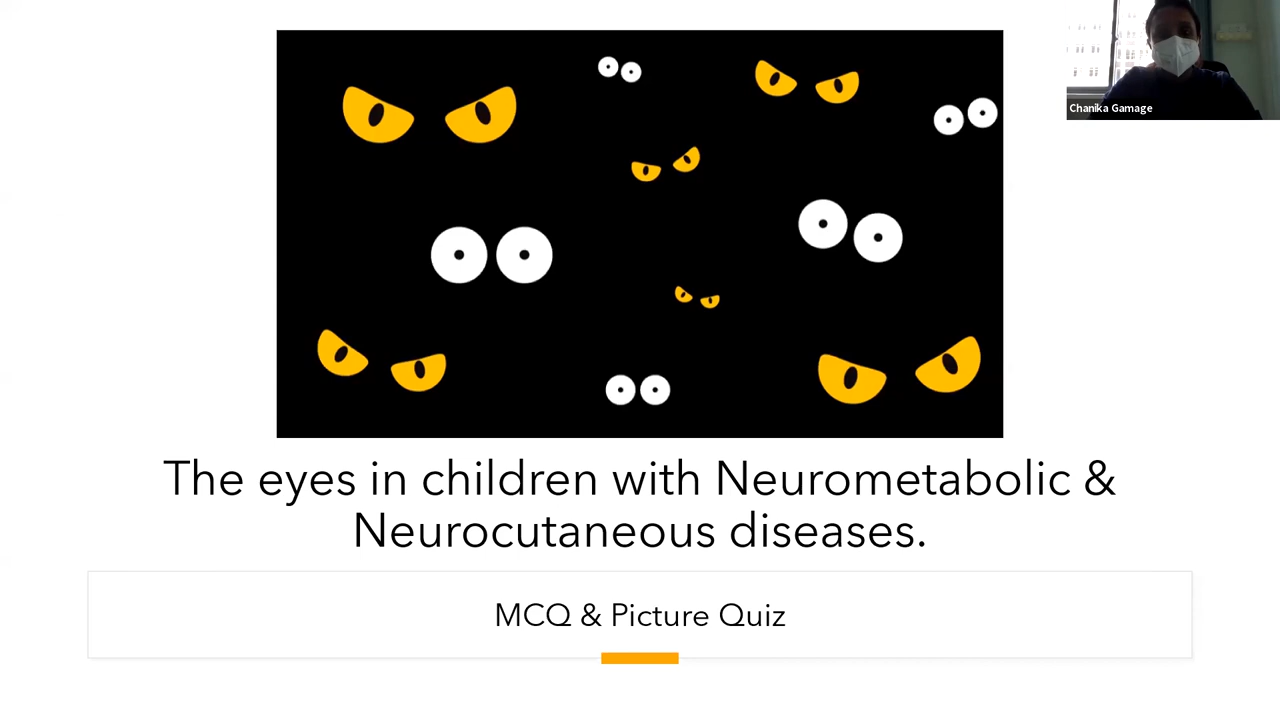 Chanika Gamage
The eyes in children with Neurometabolic &
Neurocutaneous diseases.
MCQ & Picture Quiz